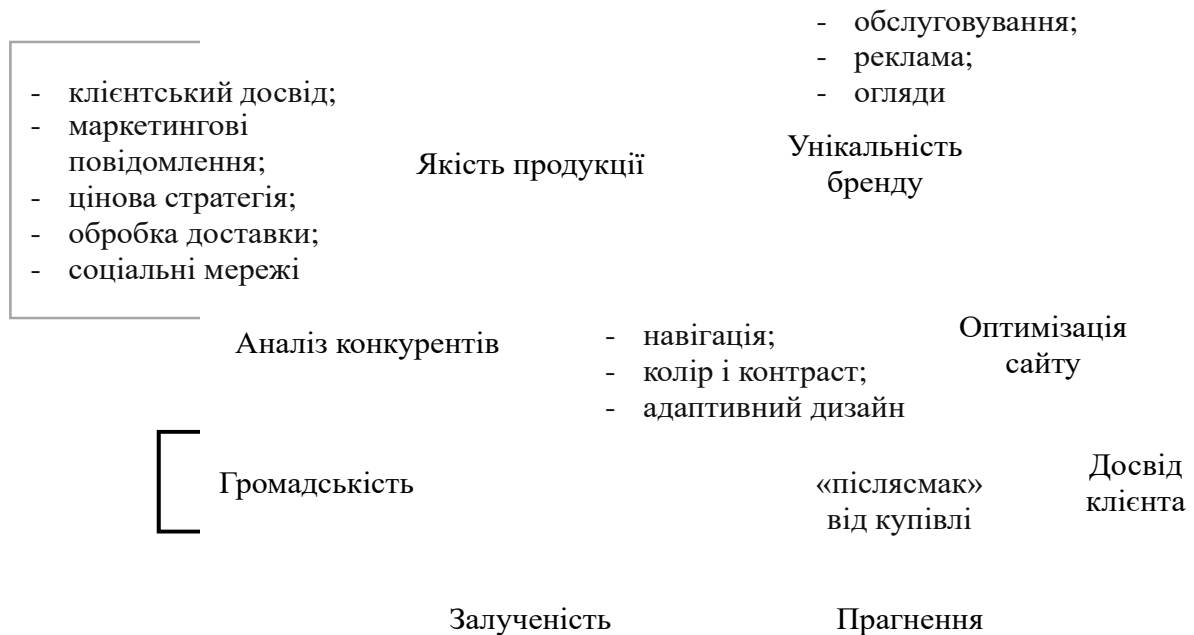 - обслуговування;
- реклама;
- огляди
- клієнтський досвід;
- маркетингові
повідомлення;
- цінова стратегія;
- обробка доставки;
- соціальні мережі
Якість продукції
Унікальність
бренду
Аналіз конкурентів
- навігація;
- колір і контраст;
- адаптивний дизайн
Оптимізація
сайту
Громадськість
«післясмак»
від купівлі
Досвід
клієнта
Залученість
Прагнення